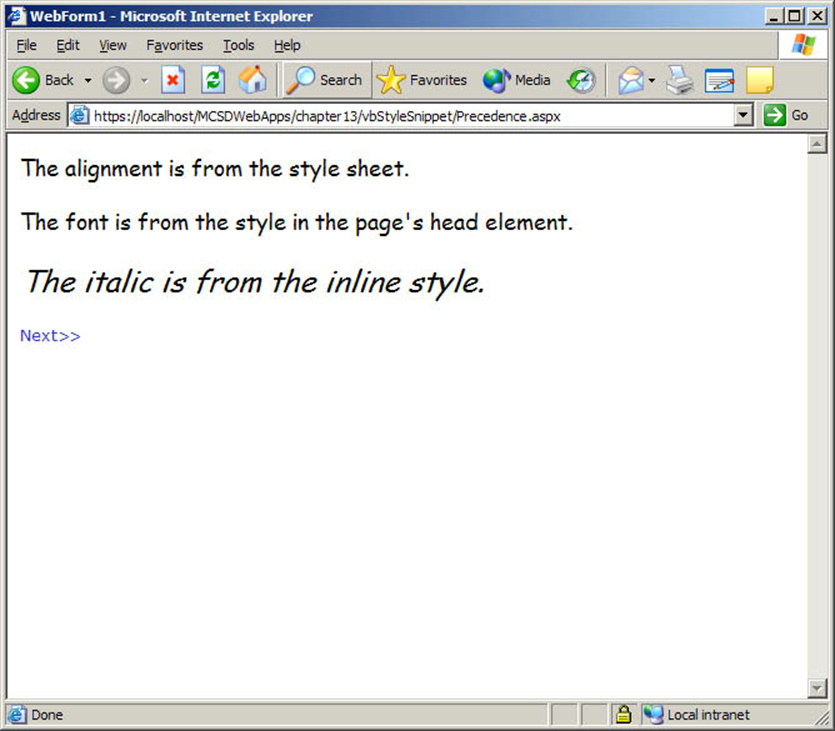 WebForm1 - Microsoft Internet Explorer
File Edit View Favorites Tools Help
Back Search Favorites Media
Address https://localhost/MCSDWebApps/chapter13/vbStyleSnippet/Precedence.aspx Go
The alignment is from the style sheet.
The font is from the style in the page's head element.
The italic is from the inline style.
Next>>
Done Local intranet